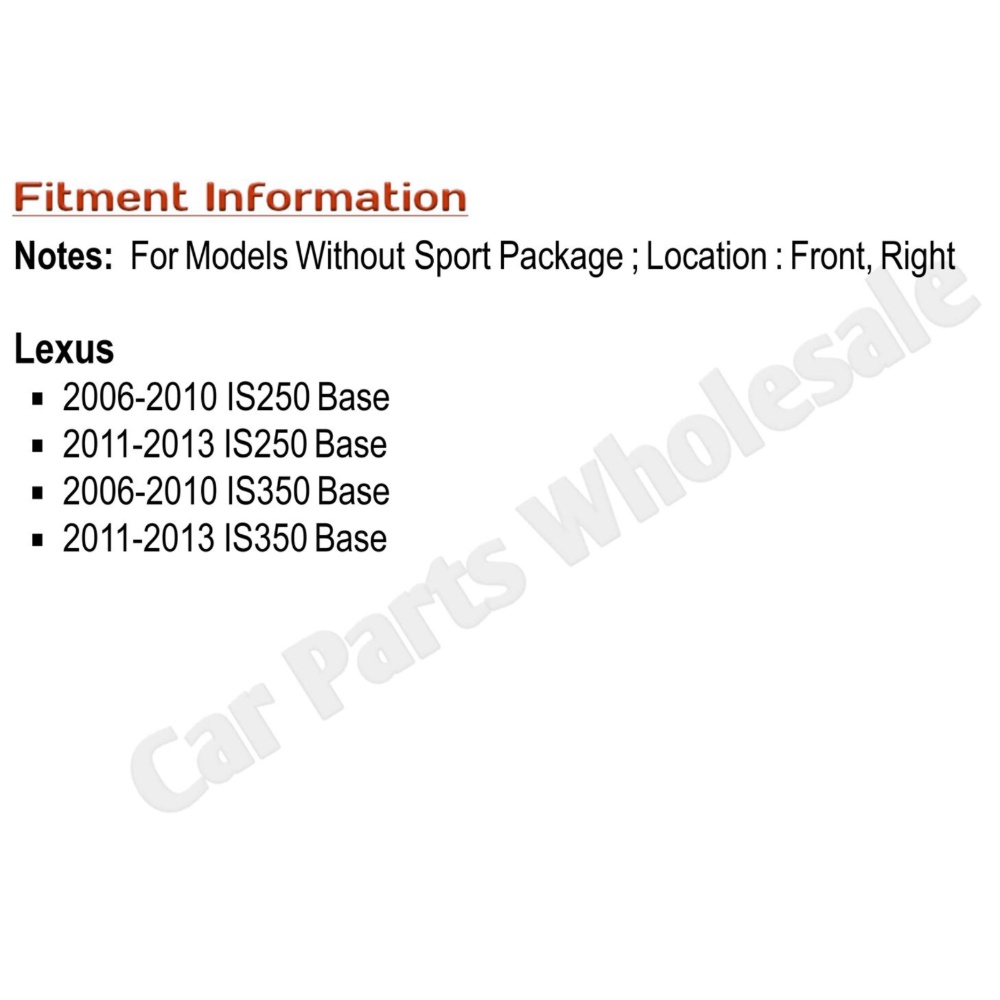 Fitment Information
Notes: For Models Without Sport Package ; Location : Front, Right
Lexus
▪ 2006-2010 IS250 Base
▪ 2011-2013 IS250 Base
▪ 2006-2010 IS350 Base
▪ 2011-2013 IS350 Base
Car Parts Wholesale